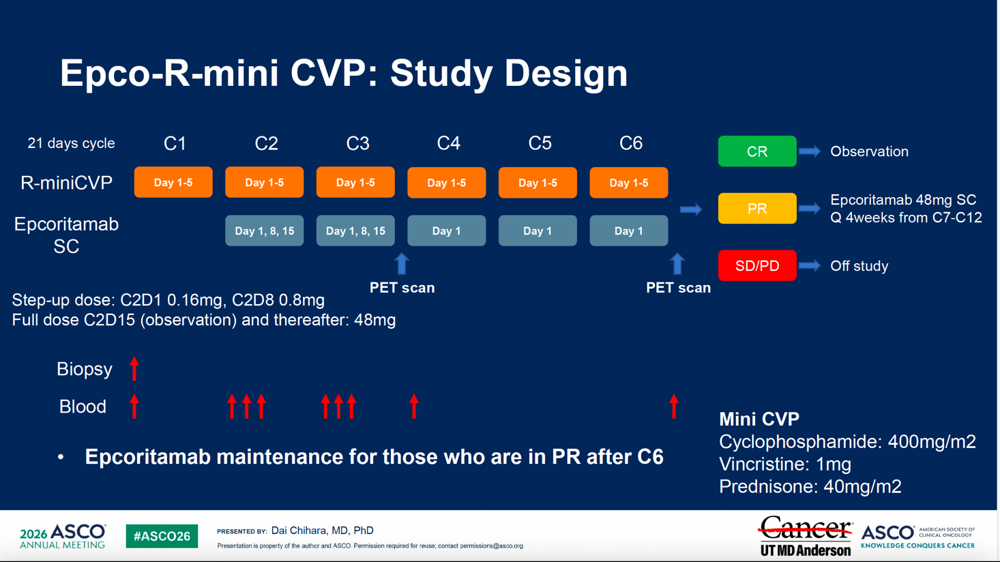 Epco-R-mini CVP: Study Design
21 days cycle C1 C2 C3 C4 C5 C6
R-miniCVP Day 1-5 Day 1-5 Day 1-5 Day 1-5 Day 1-5 Day 1-5
Epcoritamab
SC
Day 1, 8, 15 Day 1, 8, 15 Day 1 Day 1 Day 1
PET scan PET scan
CR Observation
PR Epcoritamab 48mg SC
Q 4weeks from C7-C12
SD/PD Off study
Step-up dose: C2D1 0.16mg, C2D8 0.8mg
Full dose C2D15 (observation) and thereafter: 48mg
Biopsy
Blood
• Epcoritamab maintenance for those who are in PR after C6
Mini CVP
Cyclophosphamide: 400mg/m2
Vincristine: 1mg
Prednisone: 40mg/m2
2026 ASCO®
ANNUAL MEETING
#ASCO26
PRESENTED BY: Dai Chihara, MD, PhD
Presentation is property of the author and ASCO. Permission required for reuse; contact permissions@asco.org.
Cancer
UT MD Anderson
ASCO® AMERICAN SOCIETY OF
CLINICAL ONCOLOGY
KNOWLEDGE CONQUERS CANCER